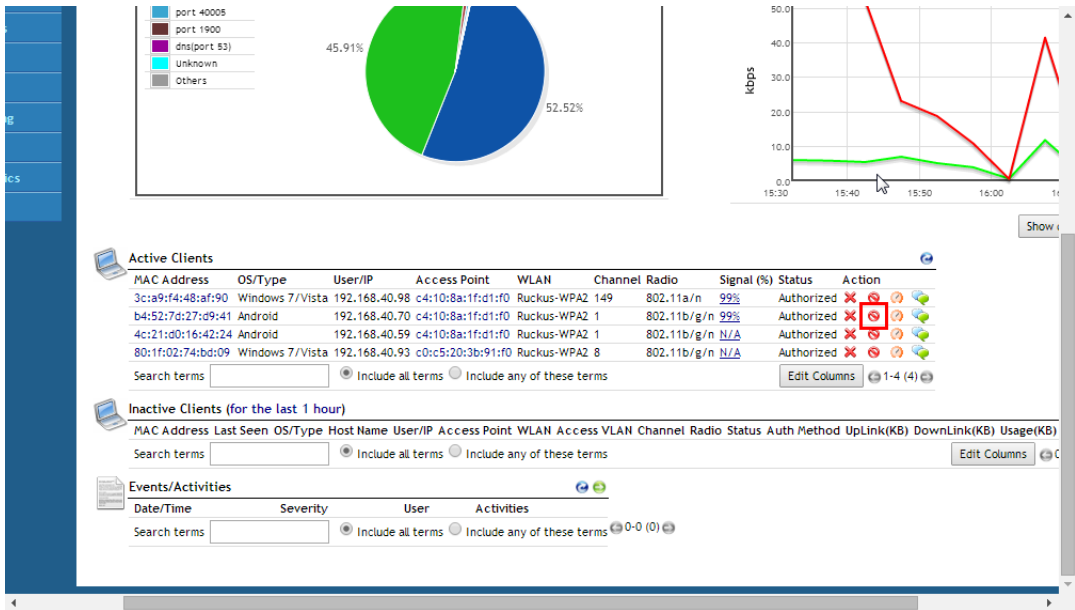 port 40005
port 1900
dns(port 53)
Unknown
Others
45.91%
52.52%
kbps
50.0
40.0
30.0
20.0
10.0
0.0
15:30 15:40 15:50 16:00 16
s
ng
ics
Show
Active Clients
MAC Address OS/Type User/IP Access Point WLAN Channel Radio Signal (%) Status Action
3c:a9:f4:48:af:90 Windows 7/Vista 192.168.40.98 c4:10:8a:1f:d1:f0 Ruckus-WPA2 149 802.11a/n 99% Authorized
b4:52:7d:27:d9:41 Android 192.168.40.70 c4:10:8a:1f:d1:f0 Ruckus-WPA2 1 802.11b/g/n 99% Authorized
4c:21:d0:16:42:24 Android 192.168.40.59 c4:10:8a:1f:d1:f0 Ruckus-WPA2 1 802.11b/g/n N/A Authorized
80:1f:02:74:bd:09 Windows 7/Vista 192.168.40.93 c0:c5:20:3b:91:f0 Ruckus-WPA2 8 802.11b/g/n N/A Authorized
Search terms Include all terms Include any of these terms Edit Columns 1-4 (4)
Inactive Clients (for the last 1 hour)
MAC Address Last Seen OS/Type Host Name User/IP Access Point WLAN Access VLAN Channel Radio Status Auth Method UpLink(KB) DownLink(KB) Usage(KB)
Search terms Include all terms Include any of these terms Edit Columns 0
Events/Activities
Date/Time Severity User Activities
Search terms Include all terms Include any of these terms 0-0 (0)